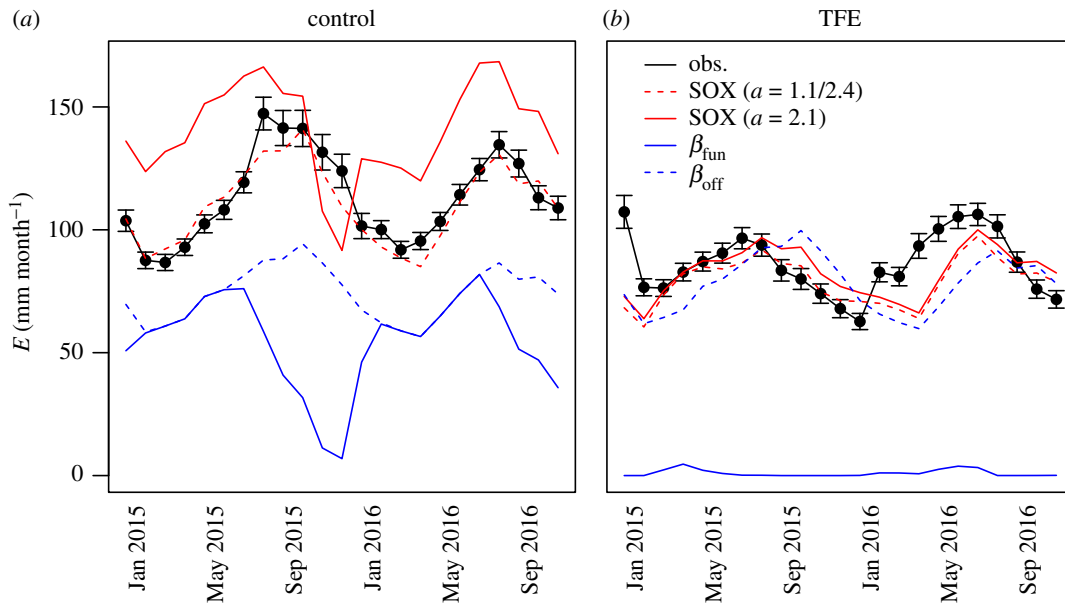 (a) control
(b) TFE
E (mm month⁻¹)
150
100
50
0
obs.
SOX (a = 1.1/2.4)
SOX (a = 2.1)
βfun
βoff
Jan 2015
May 2015
Sep 2015
Jan 2016
May 2016
Sep 2016
Jan 2015
May 2015
Sep 2015
Jan 2016
May 2016
Sep 2016